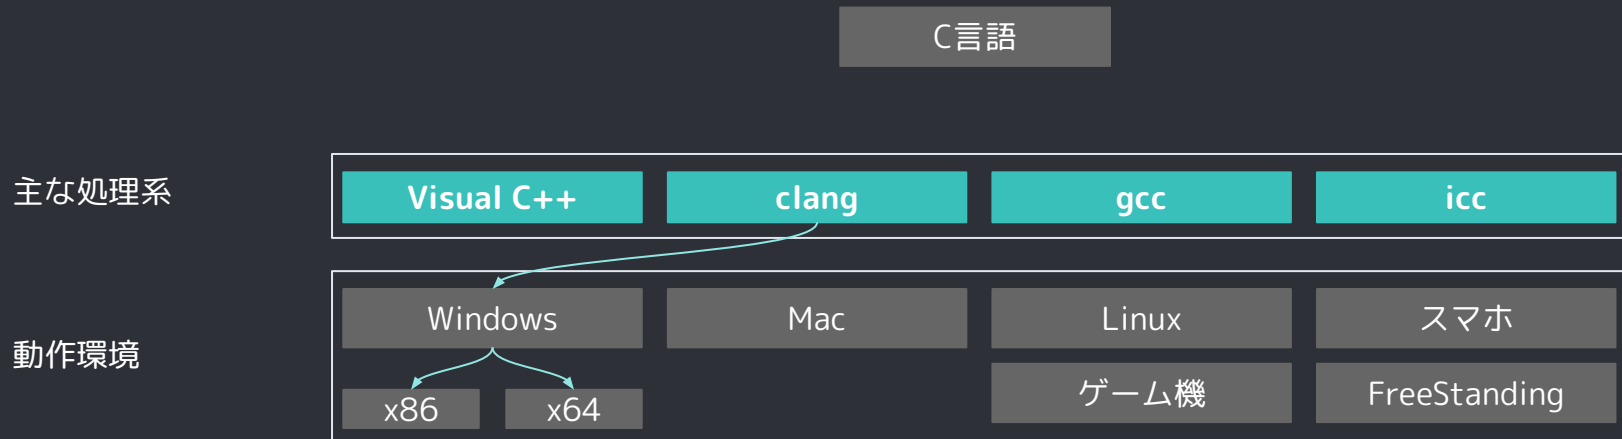 C言語
主な処理系
Visual C++
clang
gcc
icc
動作環境
Windows
Mac
Linux
スマホ
x86
x64
ゲーム機
FreeStanding